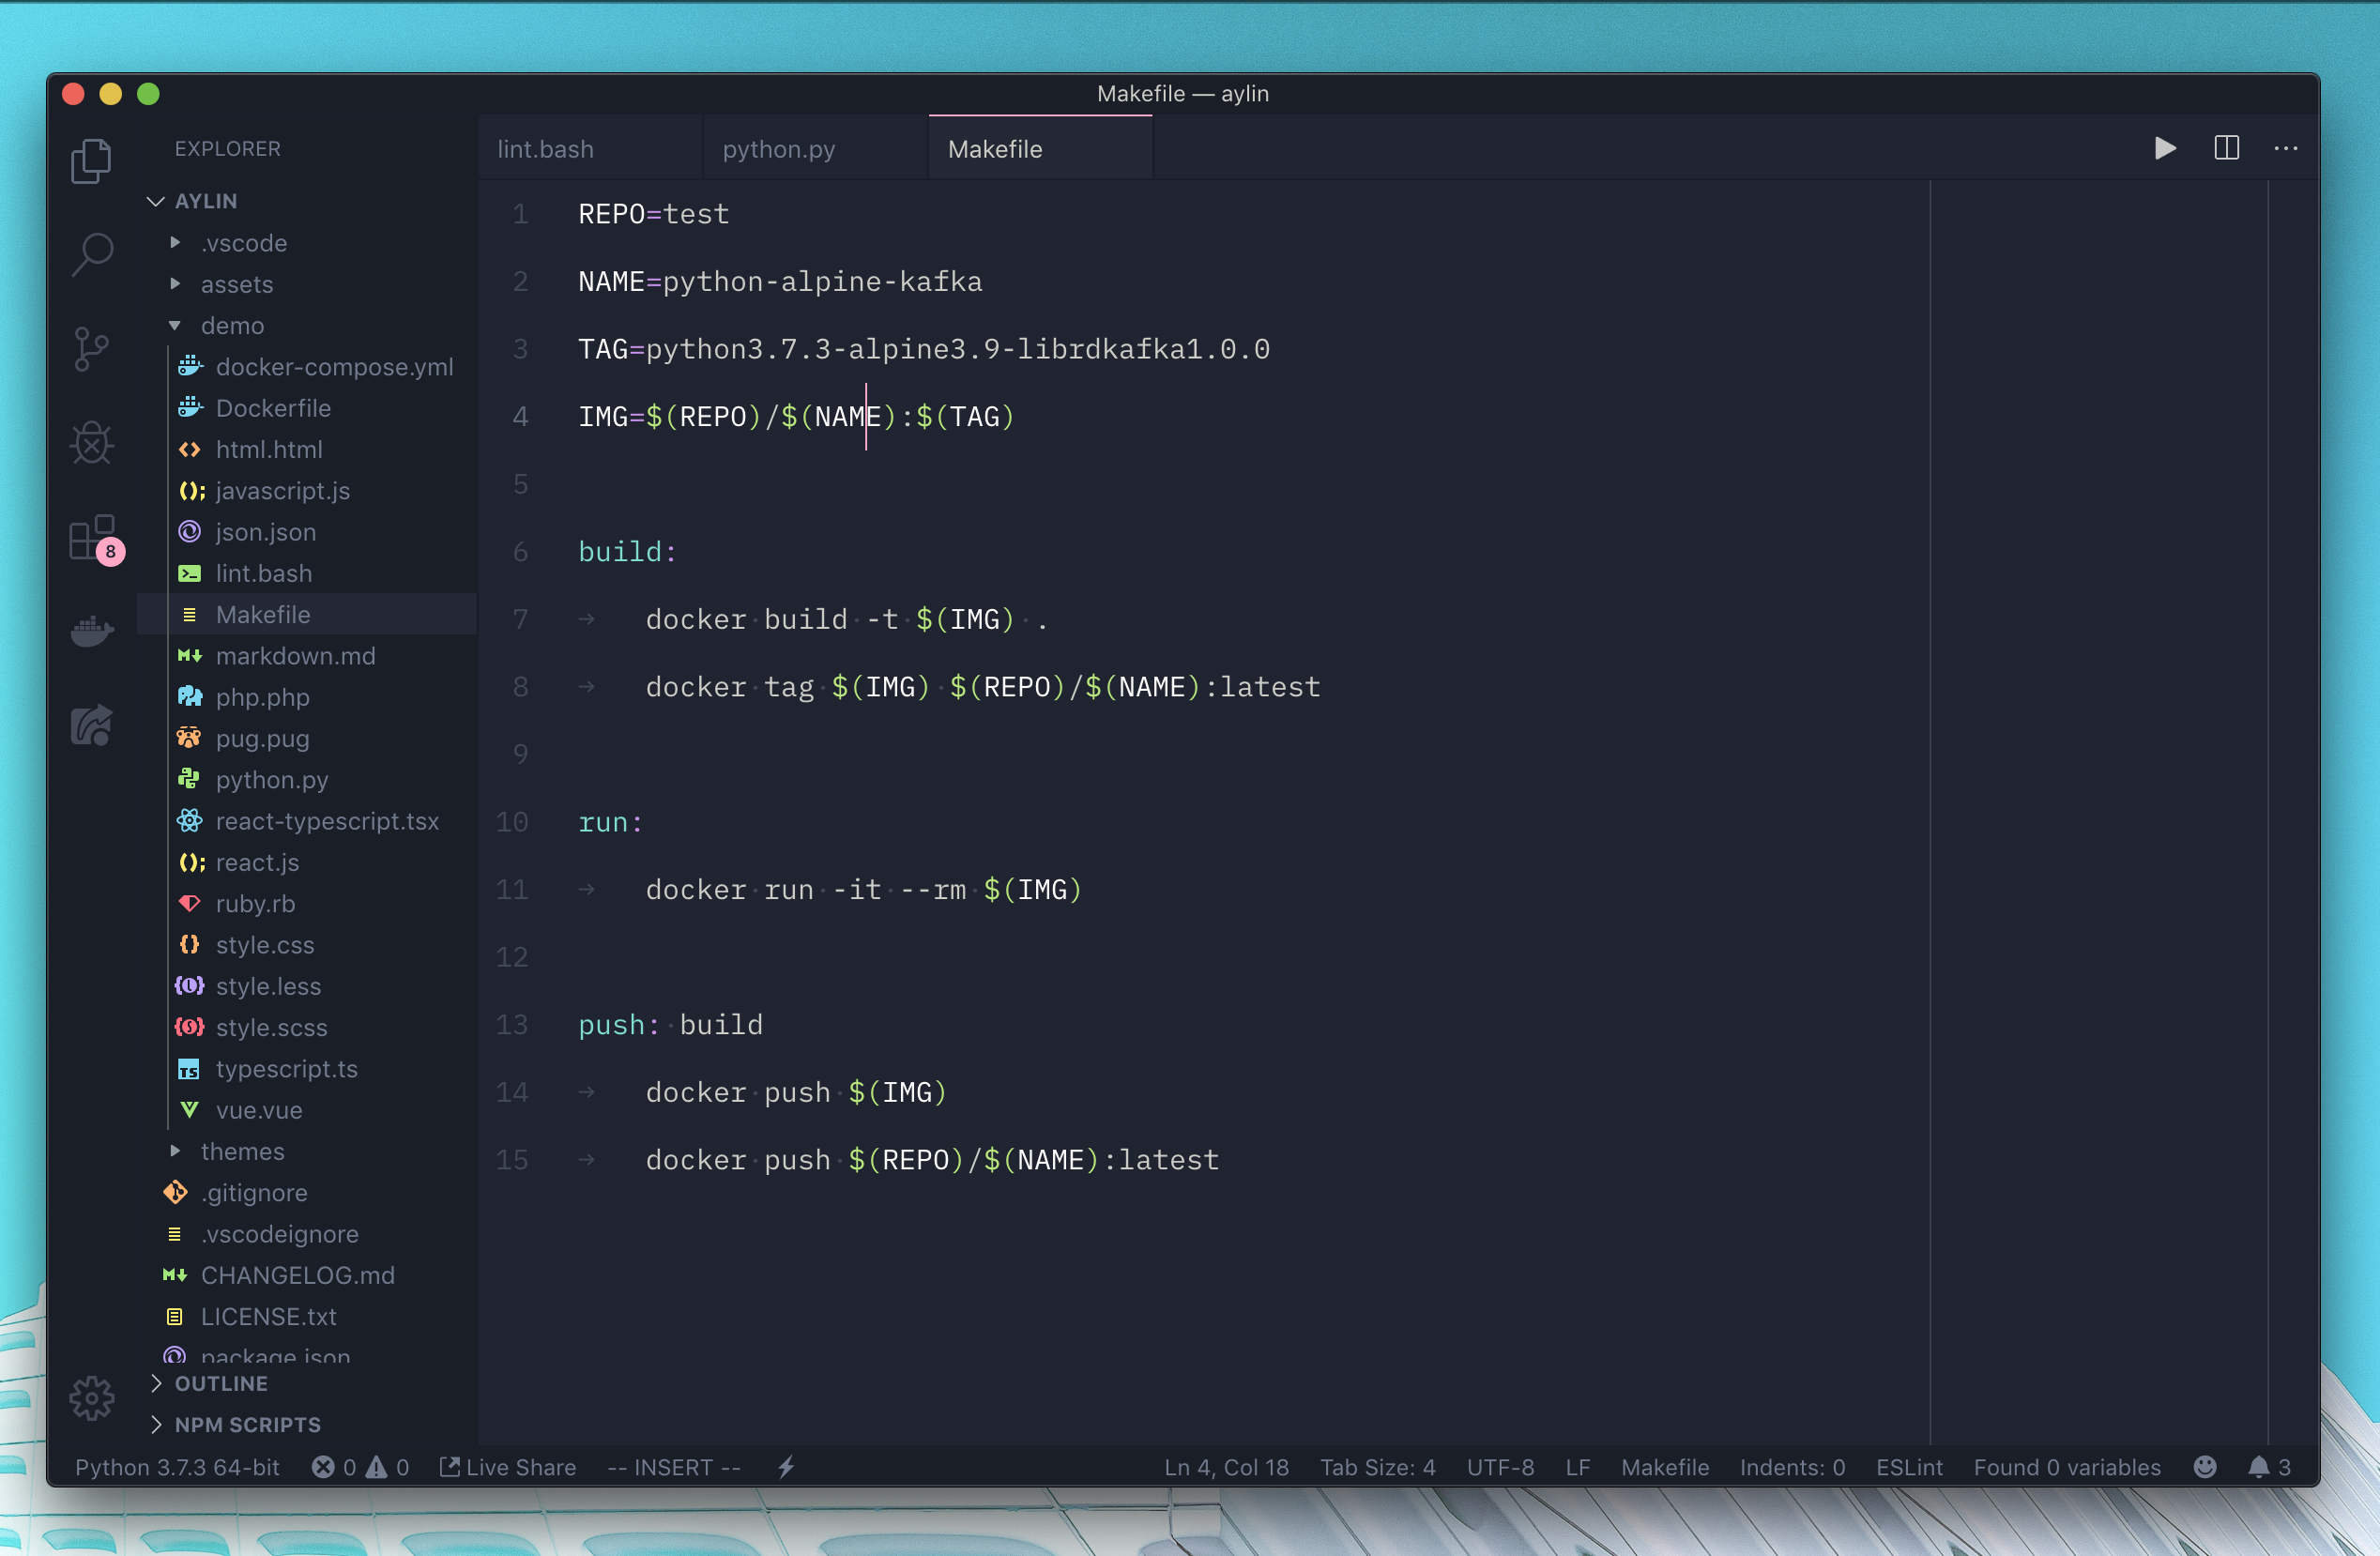 Makefile — aylin
EXPLORER
AYLIN
.vscode
assets
demo
docker-compose.yml
Dockerfile
html.html
javascript.js
json.json
lint.bash
Makefile
markdown.md
php.php
pug.pug
python.py
react-typescript.tsx
react.js
ruby.rb
style.css
style.less
style.scss
typescript.ts
vue.vue
themes
.gitignore
.vscodeignore
CHANGELOG.md
LICENSE.txt
package.json
OUTLINE
NPM SCRIPTS
8
lint.bash python.py Makefile
1 REPO=test
2 NAME=python-alpine-kafka
3 TAG=python3.7.3-alpine3.9-librdkafka1.0.0
4 IMG=$(REPO)/$(NAME):$(TAG)
5
6 build:
7 → docker·build·-t·$(IMG)·.
8 → docker·tag·$(IMG)·$(REPO)/$(NAME):latest
9
10 run:
11 → docker·run·-it·--rm·$(IMG)
12
13 push:·build
14 → docker·push·$(IMG)
15 → docker·push·$(REPO)/$(NAME):latest
Python 3.7.3 64-bit 0 0 Live Share -- INSERT -- Ln 4, Col 18 Tab Size: 4 UTF-8 LF Makefile Indents: 0 ESLint Found 0 variables 3